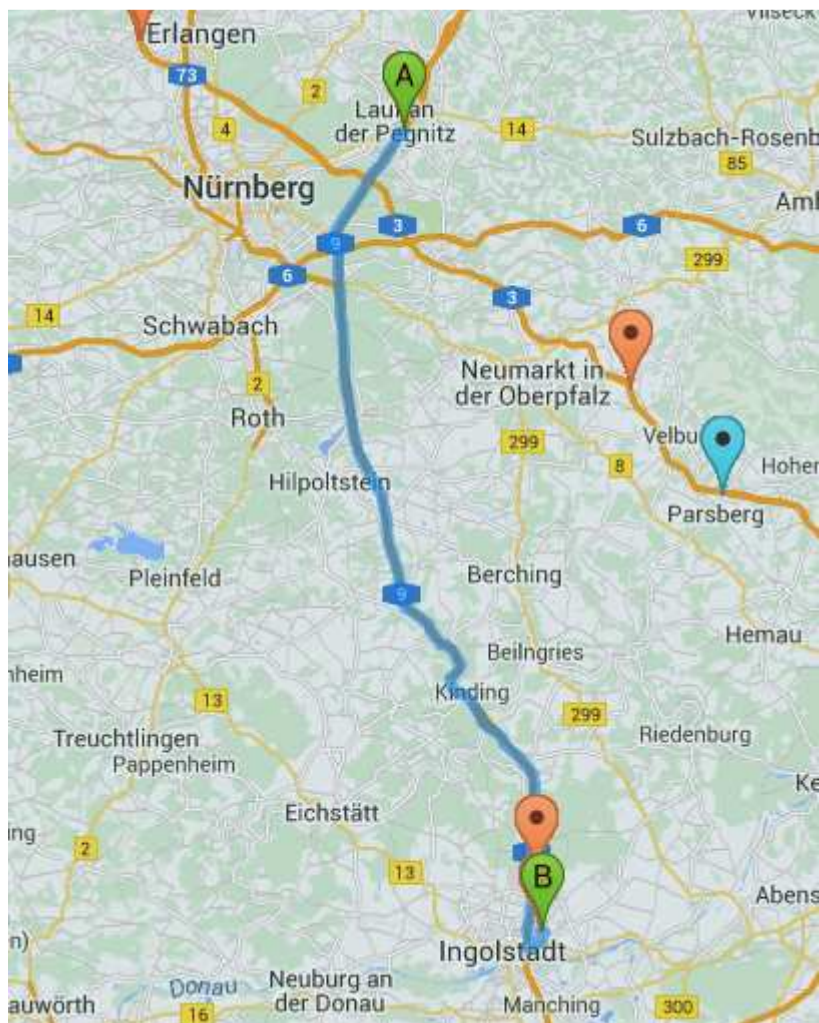 Vilseck
Erlangen
73
A
2
Lauf an
der Pegnitz
4
14
Sulzbach-Rosenb
85
Nürnberg
Aml
3
6
9
6
299
3
14
Schwabach
Neumarkt in
der Oberpfalz
2
Roth
299
Velbu
8
Hoher
Hilpoltstein
Parsberg
hausen
Pleinfeld
Berching
9
Hemau
Beilngries
nheim
Kinding
13
299
Treuchtlingen
Riedenburg
Pappenheim
Ke
Eichstätt
ing
2
13
B
Abens
n)
Ingolstadt
Donau
Neuburg an
der Donau
auwörth
16
Manching
300